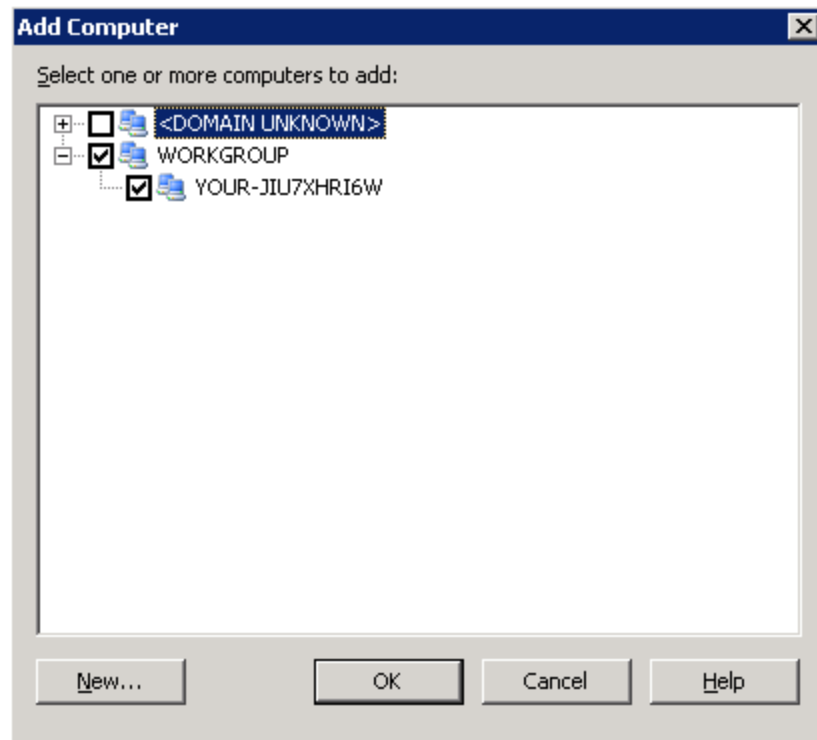 Add Computer
Select one or more computers to add:
<DOMAIN UNKNOWN>
WORKGROUP
YOUR-JIU7XHRI6W
New... OK Cancel Help